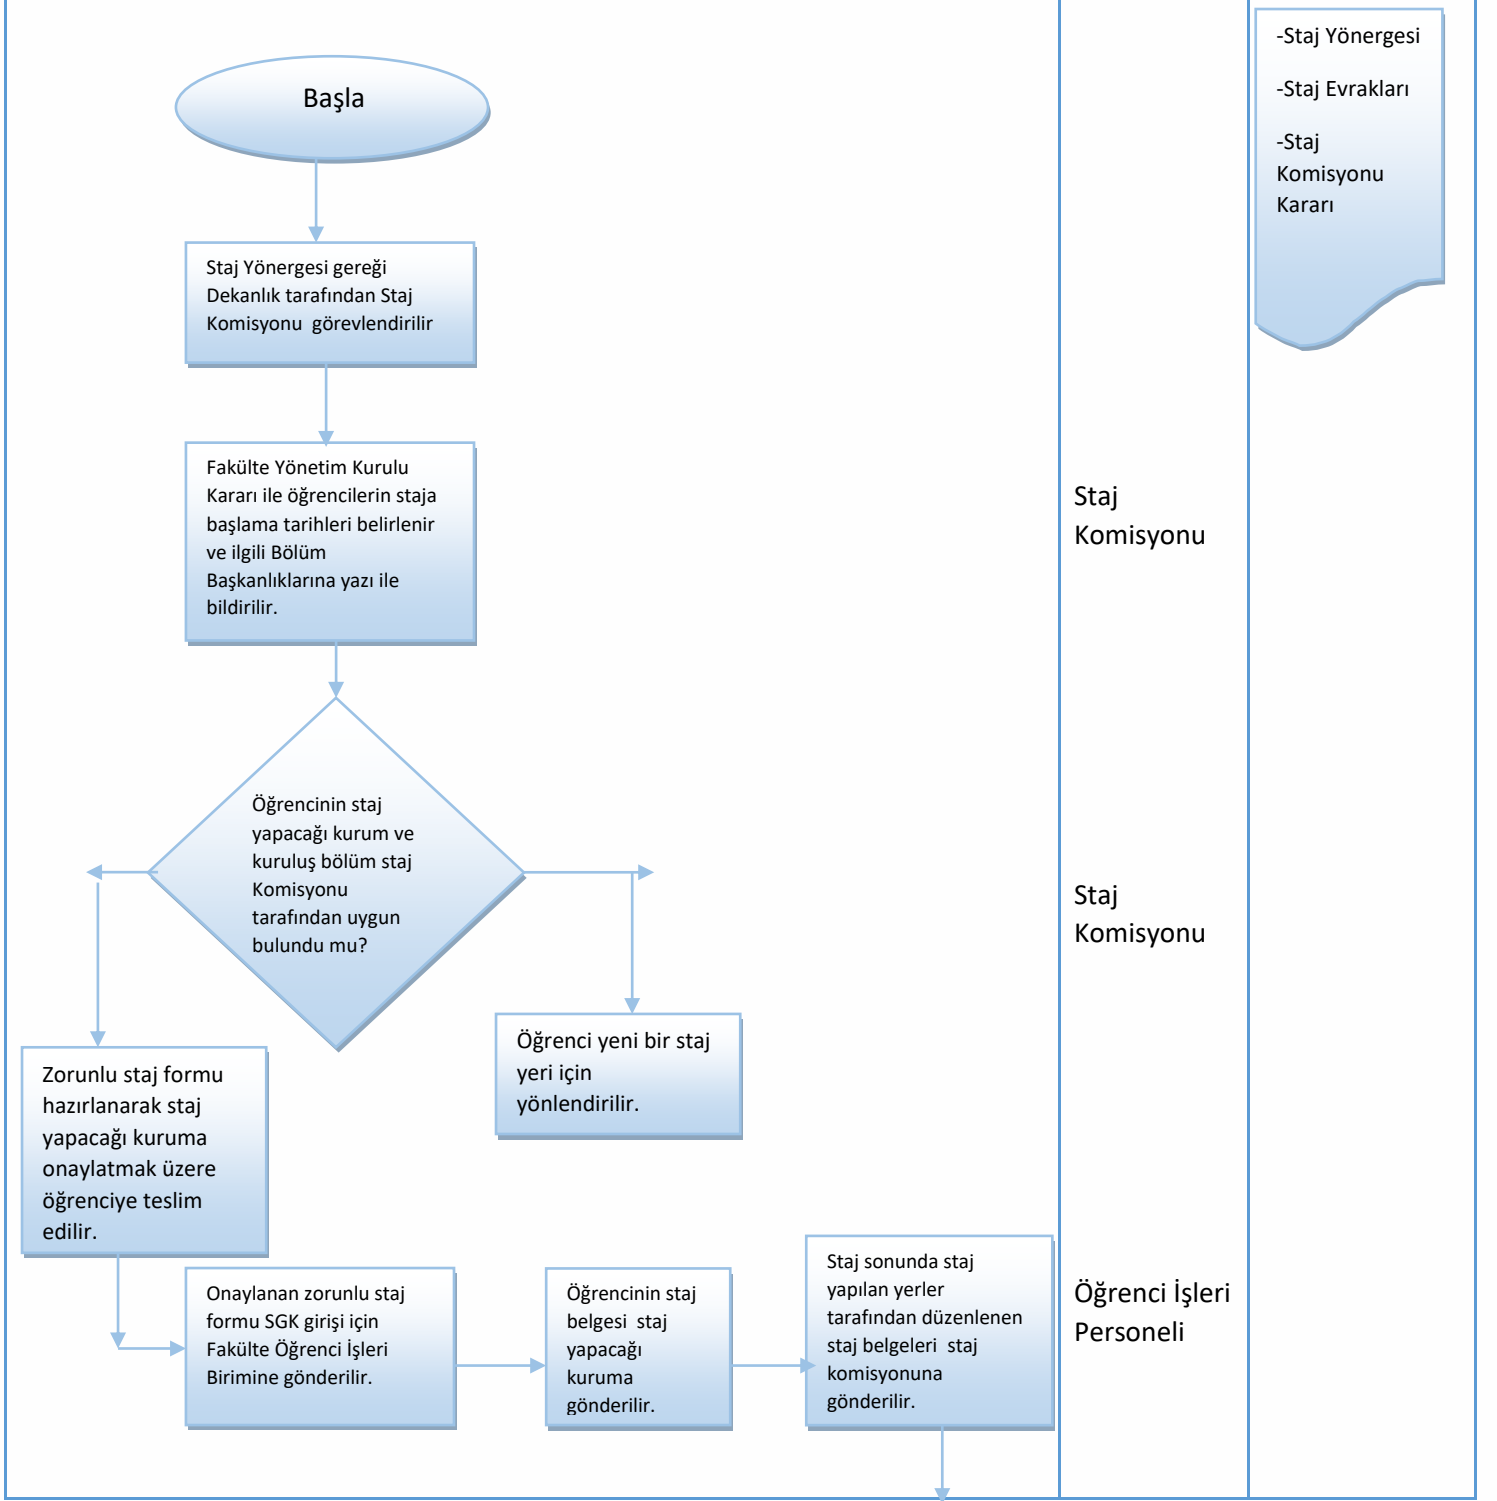 Başla
Staj Yönergesi gereği
Dekanlık tarafından Staj
Komisyonu görevlendirilir
Fakülte Yönetim Kurulu
Kararı ile öğrencilerin staja
başlama tarihleri belirlenir
ve ilgili Bölüm
Başkanlıklarına yazı ile
bildirilir.
Öğrencinin staj
yapacağı kurum ve
kuruluş bölüm staj
Komisyonu
tarafından uygun
bulundu mu?
Zorunlu staj formu
hazırlanarak staj
yapacağı kuruma
onaylatmak üzere
öğrenciye teslim
edilir.
Öğrenci yeni bir staj
yeri için
yönlendirilir.
Onaylanan zorunlu staj
formu SGK girişi için
Fakülte Öğrenci İşleri
Birimine gönderilir.
Öğrencinin staj
belgesi staj
yapacağı
kuruma
gönderilir.
Staj sonunda staj
yapılan yerler
tarafından düzenlenen
staj belgeleri staj
komisyonuna
gönderilir.
Staj
Komisyonu
Staj
Komisyonu
Öğrenci İşleri
Personeli
-Staj Yönergesi
-Staj Evrakları
-Staj
Komisyonu
Kararı